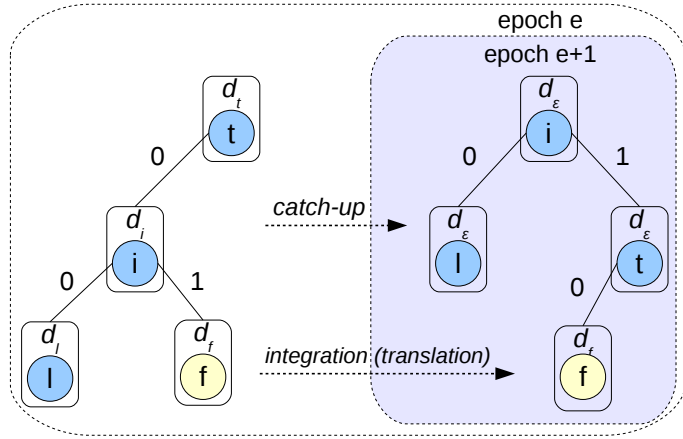 epoch e
epoch e+1
d_t
t
0
d_i
i
0
1
d_l
l
d_f
f
catch-up
integration (translation)
d_ε
i
0
1
d_ε
l
d_ε
t
0
d_f
f